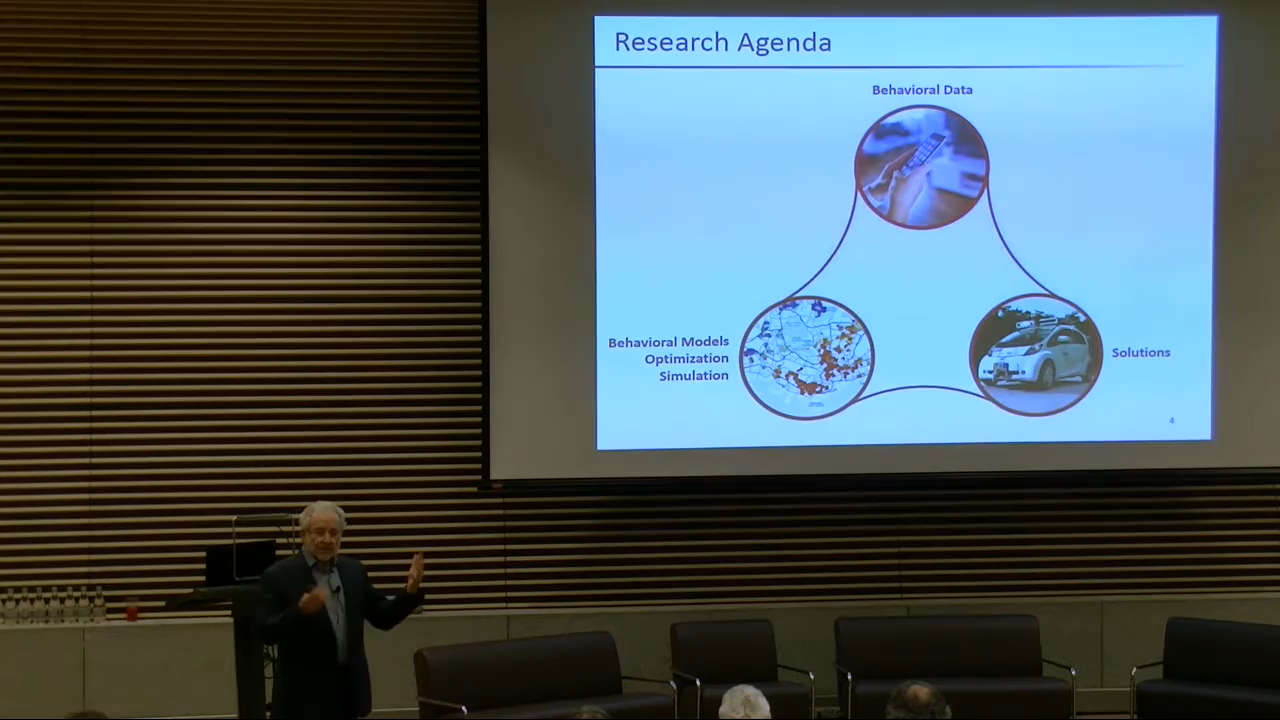 Research Agenda
Behavioral Data
Behavioral Models
Optimization
Simulation
Solutions
4